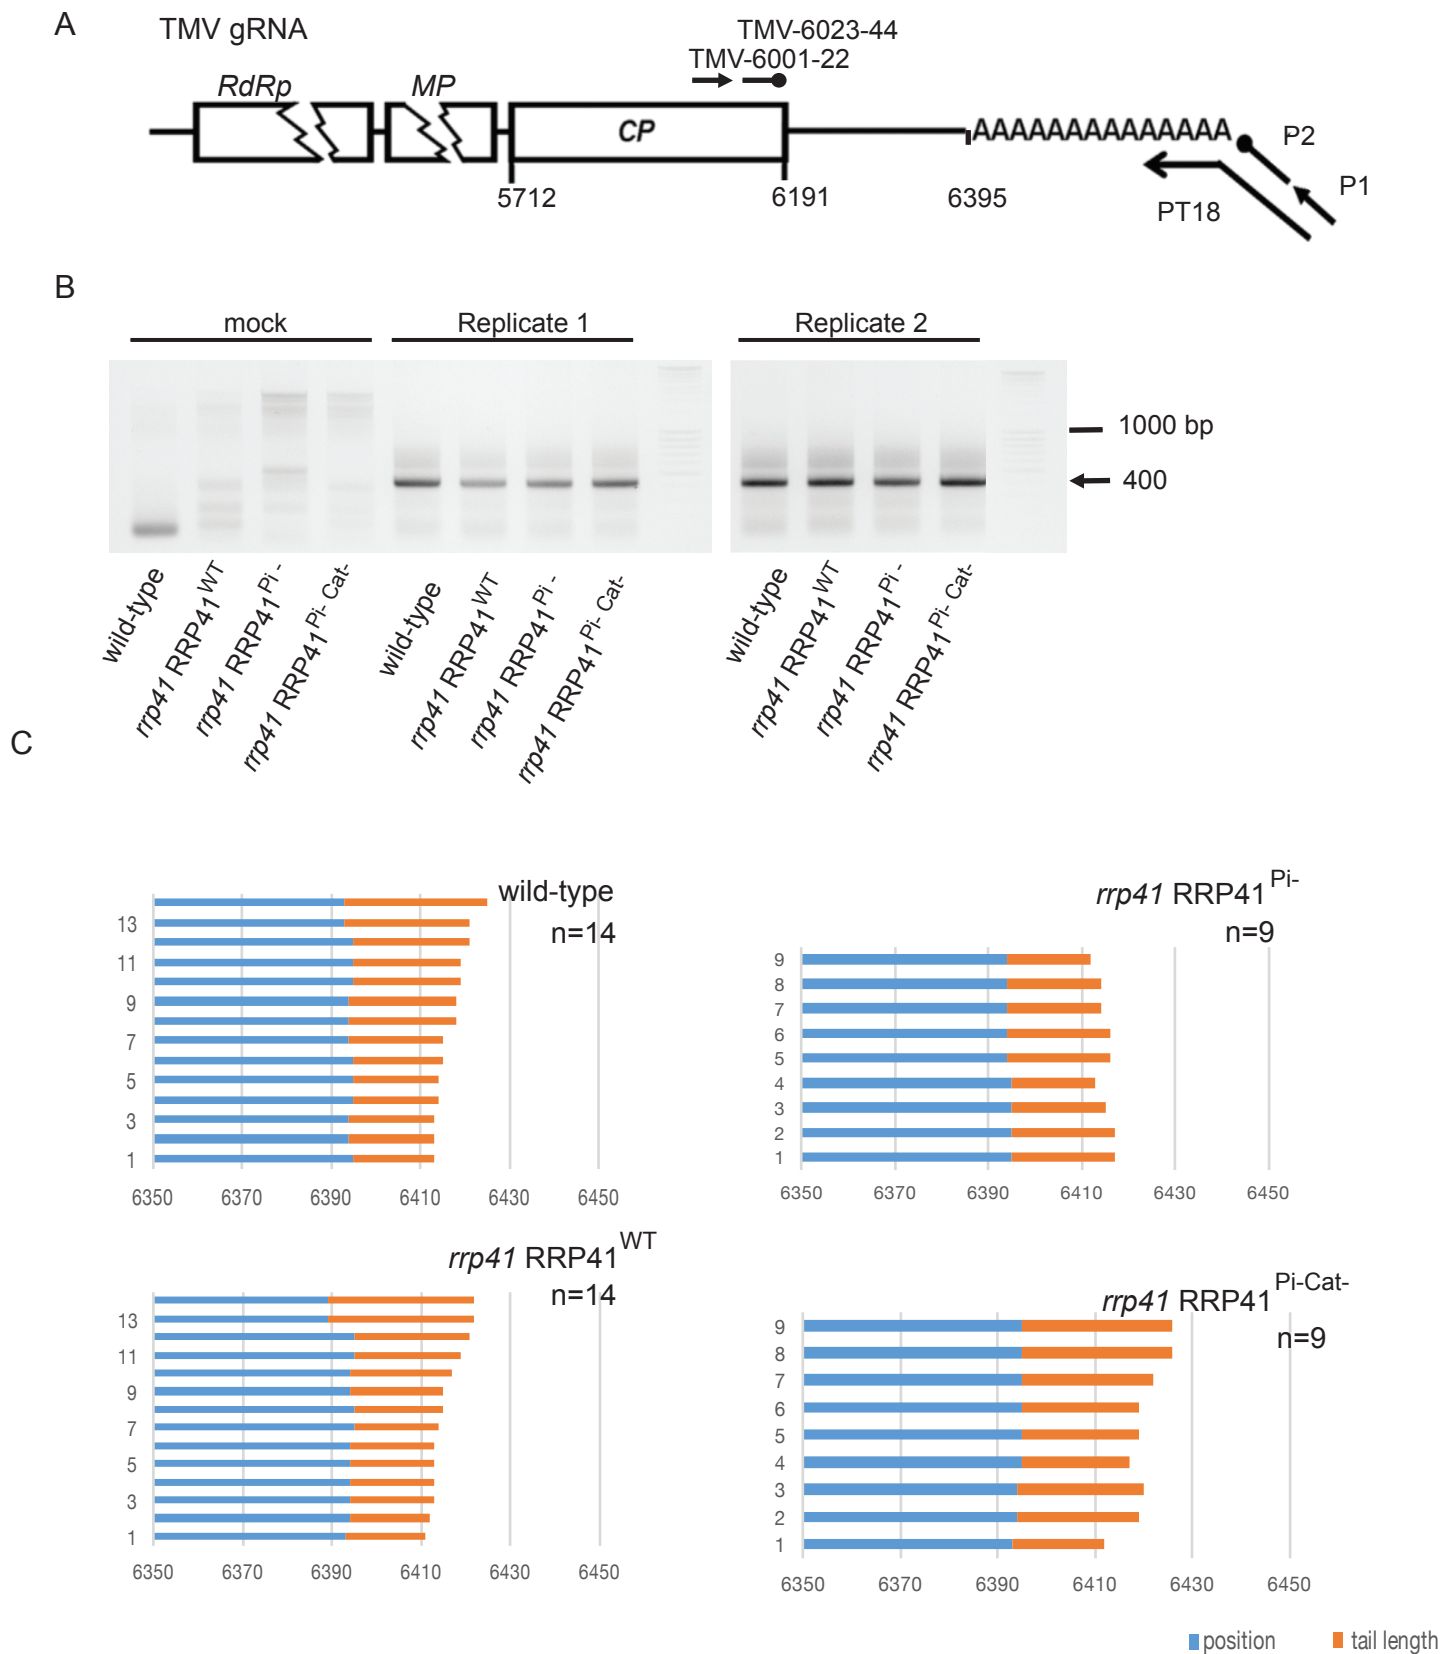 A
TMV gRNA
TMV-6023-44
TMV-6001-22
RdRp
MP
CP
AAAAAAAAAAAAAA
P2
P1
PT18
5712
6191
6395
B
mock
Replicate 1
Replicate 2
1000 bp
400
wild-type
rrp41 RRP41WT
rrp41 RRP41Pi -
rrp41 RRP41Pi- Cat-
wild-type
rrp41 RRP41WT
rrp41 RRP41Pi -
rrp41 RRP41Pi- Cat-
wild-type
rrp41 RRP41WT
rrp41 RRP41Pi -
rrp41 RRP41Pi- Cat-
C
wild-type
n=14
13
11
9
7
5
3
1
6350 6370 6390 6410 6430 6450
rrp41 RRP41Pi-
n=9
9
8
7
6
5
4
3
2
1
6350 6370 6390 6410 6430 6450
rrp41 RRP41WT
n=14
13
11
9
7
5
3
1
6350 6370 6390 6410 6430 6450
rrp41 RRP41Pi-Cat-
n=9
9
8
7
6
5
4
3
2
1
6350 6370 6390 6410 6430 6450
position
tail length